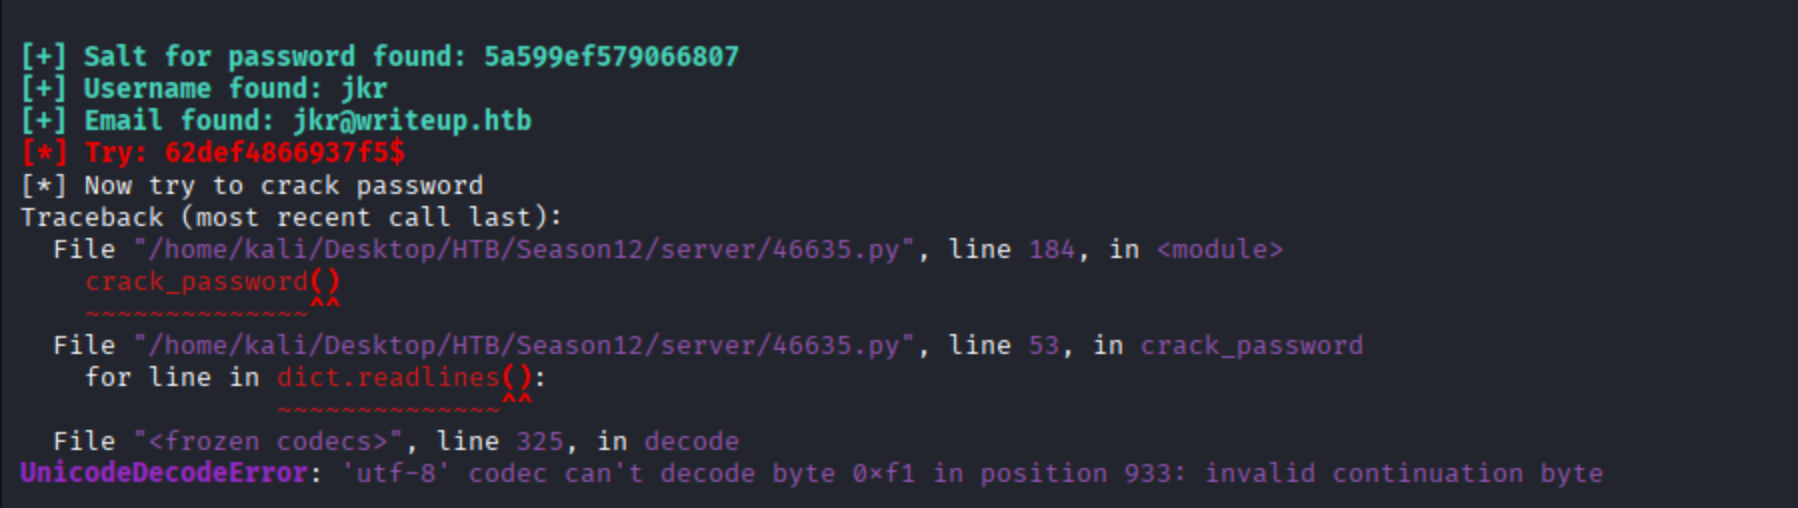 [+] Salt for password found: 5a599ef579066807
[+] Username found: jkr
[+] Email found: jkr@writeup.htb
[*] Try: 62def4866937f5$
[*] Now try to crack password
Traceback (most recent call last):
  File "/home/kali/Desktop/HTB/Season12/server/46635.py", line 184, in <module>
    crack_password()
    ~~~~~~~~~~~~~~^^
  File "/home/kali/Desktop/HTB/Season12/server/46635.py", line 53, in crack_password
    for line in dict.readlines():
                ~~~~~~~~~~~~~~^^
  File "<frozen codecs>", line 325, in decode
UnicodeDecodeError: 'utf-8' codec can't decode byte 0xf1 in position 933: invalid continuation byte